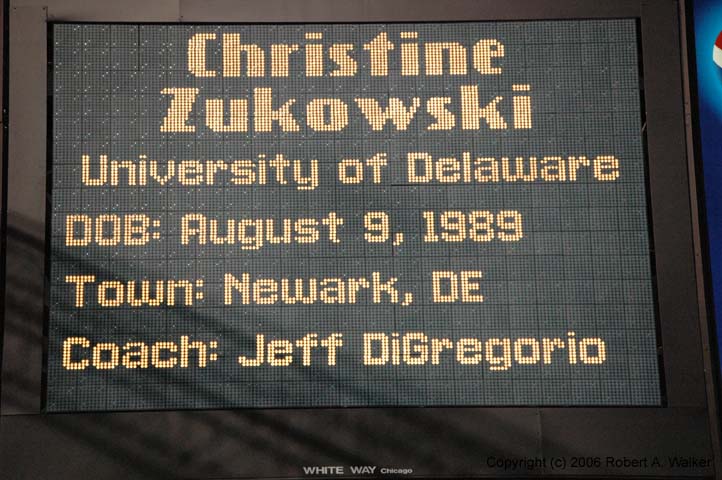 Christine
Zukowski
University of Delaware
DOB: August 9, 1989
Town: Newark, DE
Coach: Jeff DiGregorio
WHITE WAY Chicago
Copyright (c) 2006 Robert A. Walker